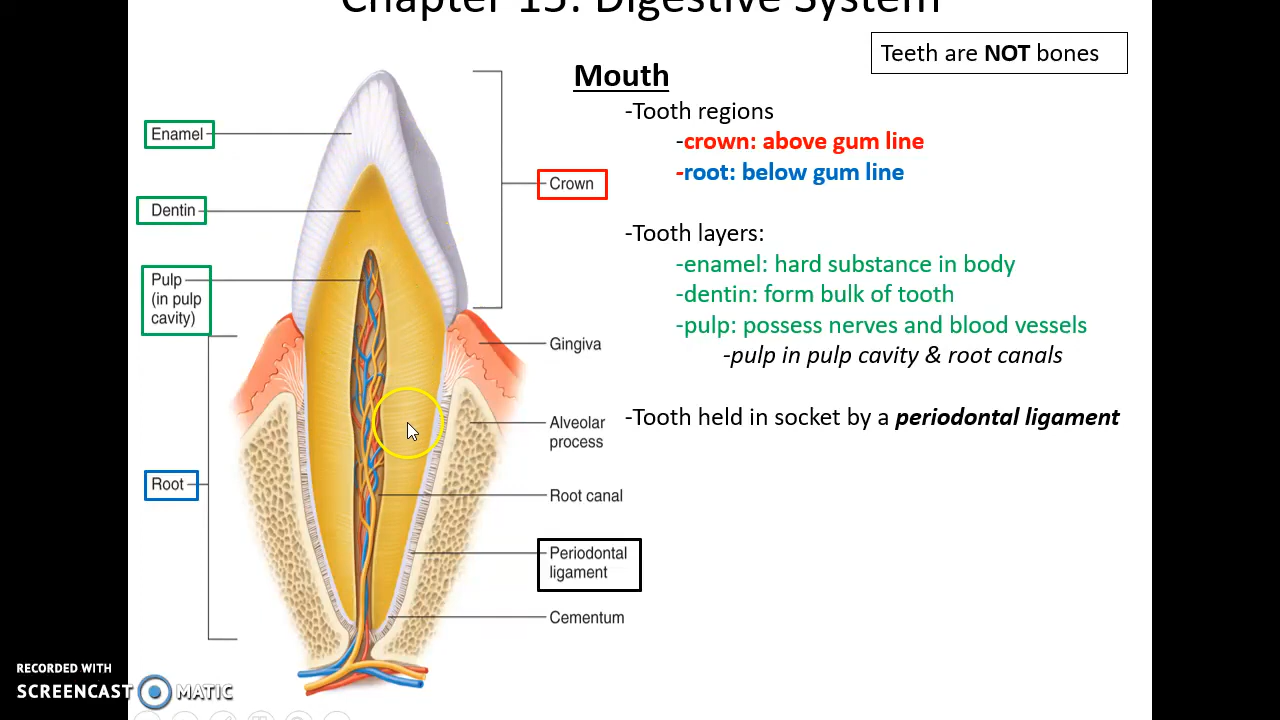 Chapter 15: Digestive System
Teeth are NOT bones
Mouth
-Tooth regions
-crown: above gum line
-root: below gum line
-Tooth layers:
-enamel: hard substance in body
-dentin: form bulk of tooth
-pulp: possess nerves and blood vessels
-pulp in pulp cavity & root canals
-Tooth held in socket by a periodontal ligament
Enamel
Dentin
Pulp
(in pulp
cavity)
Root
Crown
Gingiva
Alveolar
process
Root canal
Periodontal
ligament
Cementum
RECORDED WITH
SCREENCAST MATIC